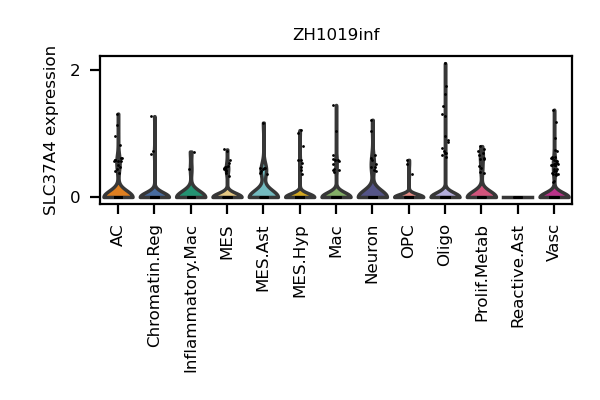 ZH1019inf
SLC37A4 expression
2
0
AC
Chromatin.Reg
Inflammatory.Mac
MES
MES.Ast
MES.Hyp
Mac
Neuron
OPC
Oligo
Prolif.Metab
Reactive.Ast
Vasc